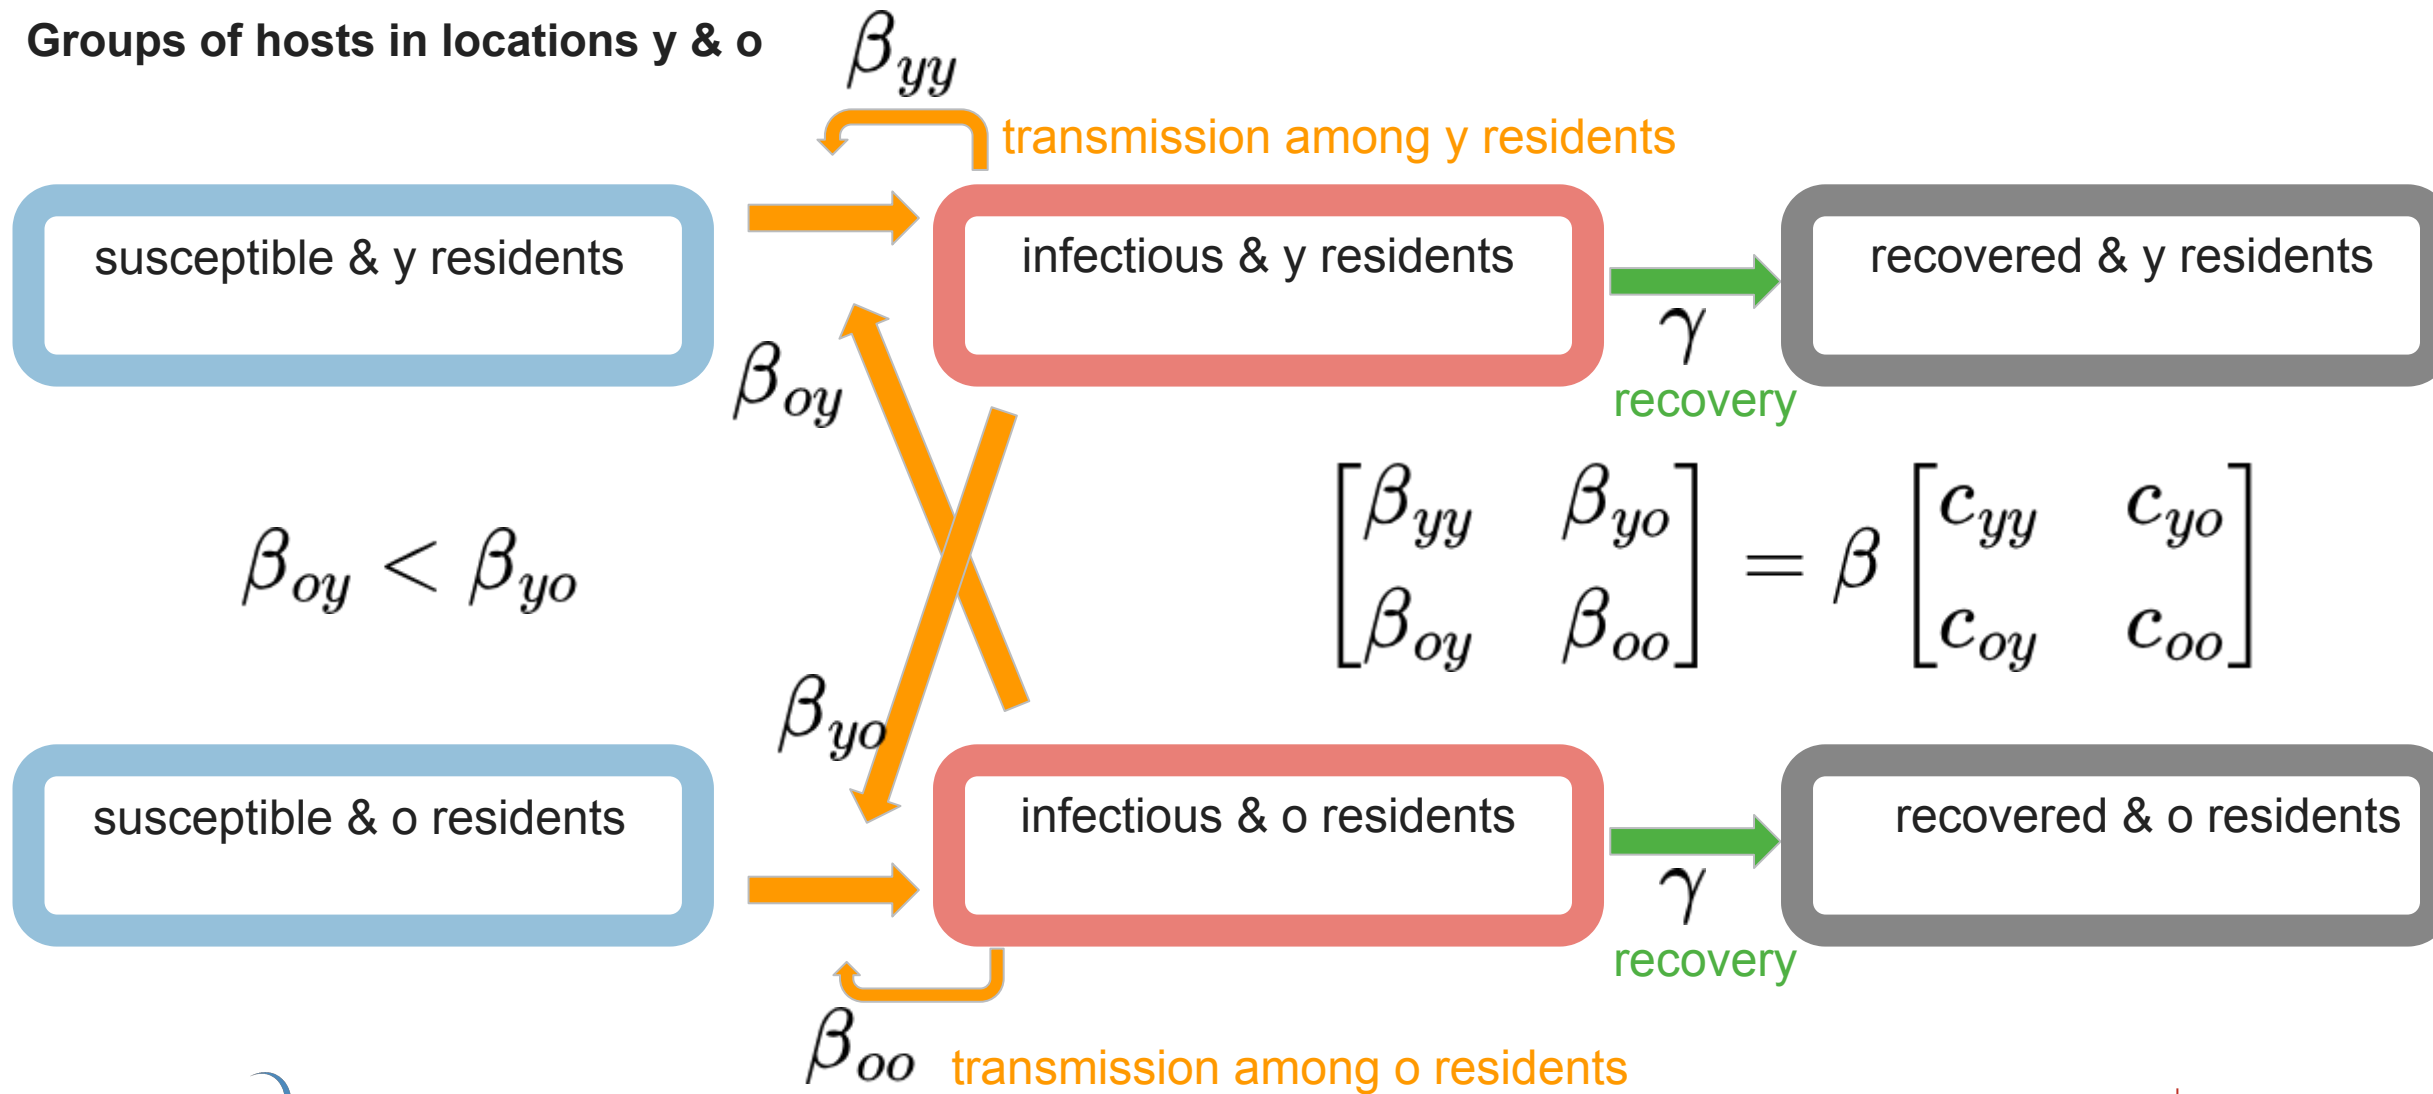 Groups of hosts in locations y & o
β_yy
transmission among y residents
susceptible & y residents
infectious & y residents
recovered & y residents
γ
recovery
β_oy
β_oy < β_yo
[β_yy β_yo] = β [c_yy c_yo]
[β_oy β_oo] [c_oy c_oo]
β_yo
susceptible & o residents
infectious & o residents
recovered & o residents
γ
recovery
β_oo
transmission among o residents